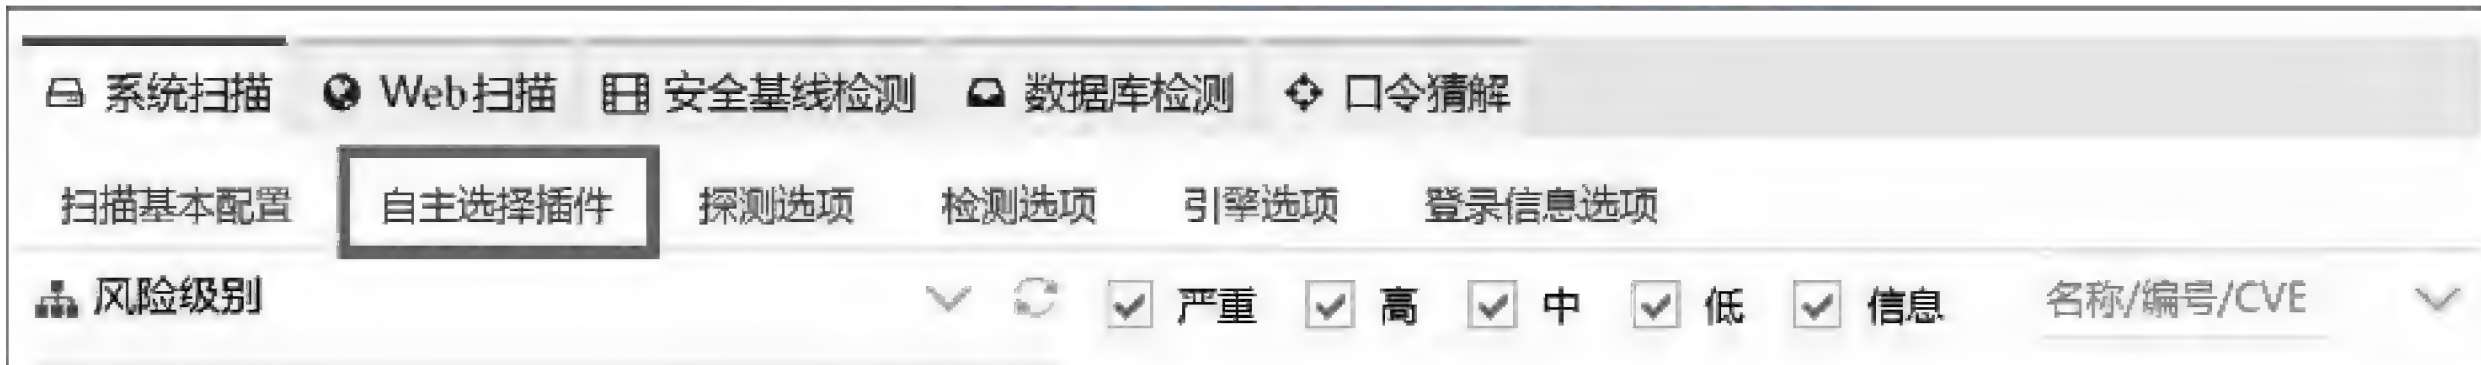 系统扫描 Web扫描 安全基线检测 数据库检测 口令猜解
扫描基本配置 自主选择插件 探测选项 检测选项 引擎选项 登录信息选项
风险级别 严重 高 中 低 信息 名称/编号/CVE